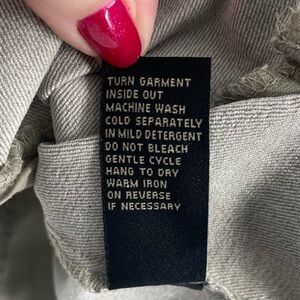 TURN GARMENT
INSIDE OUT
MACHINE WASH
COLD SEPARATELY
IN MILD DETERGENT
DO NOT BLEACH
GENTLE CYCLE
HANG TO DRY
WARM IRON
ON REVERSE
IF NECESSARY